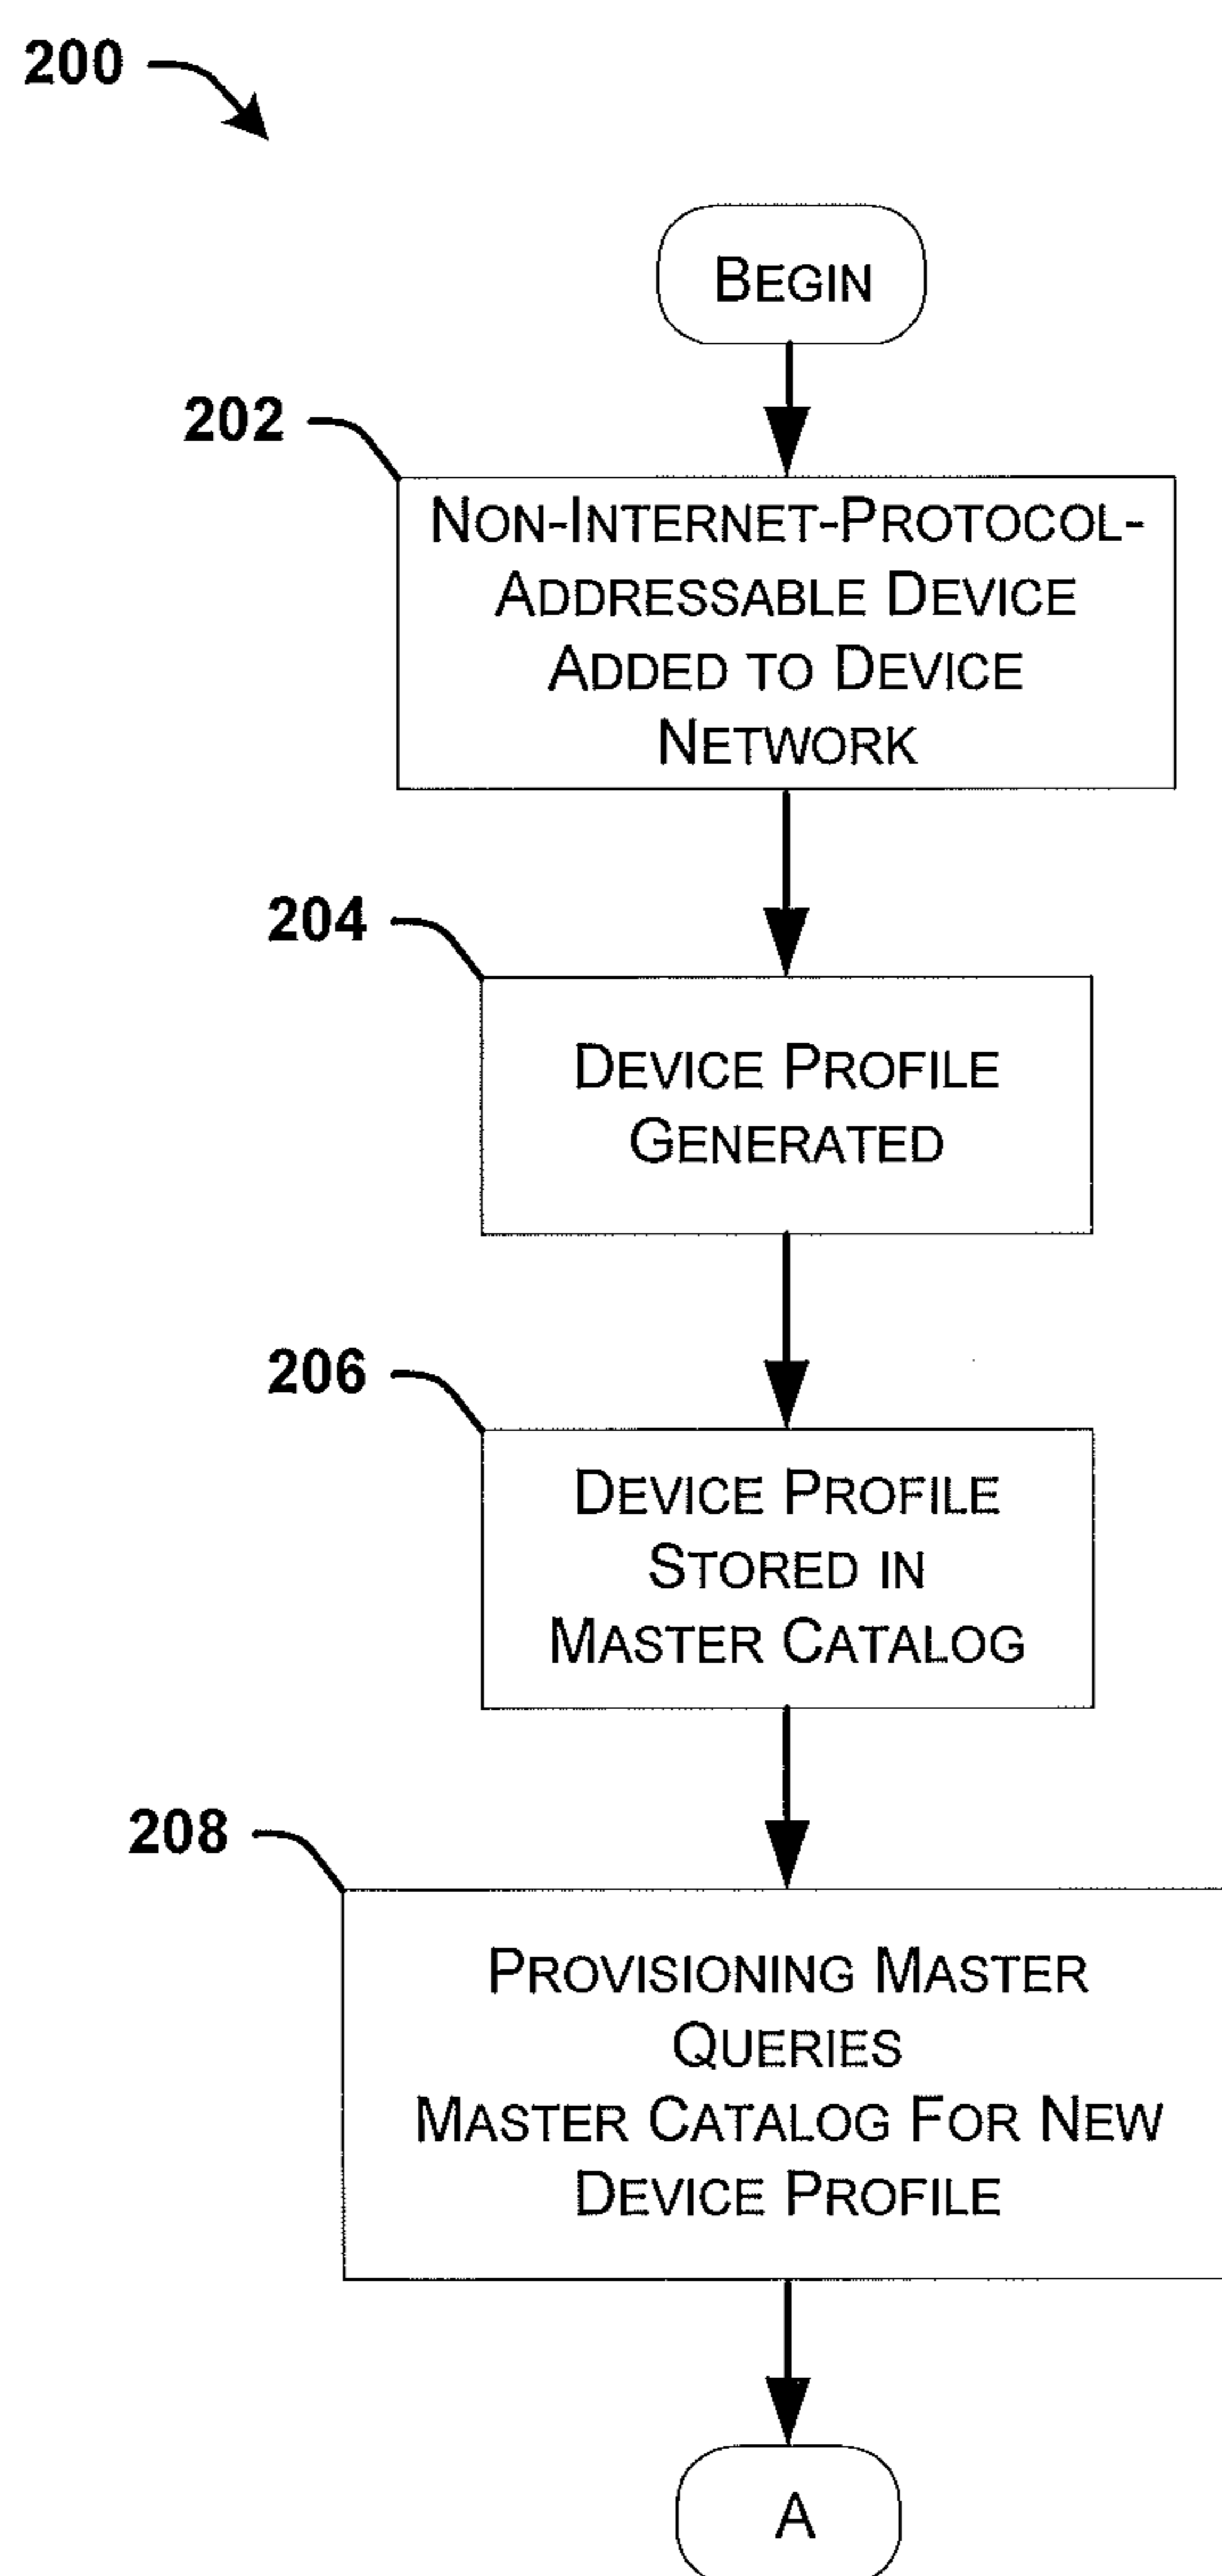 200
BEGIN
202
NON-INTERNET-PROTOCOL-
ADDRESSABLE DEVICE
ADDED TO DEVICE
NETWORK
204
DEVICE PROFILE
GENERATED
206
DEVICE PROFILE
STORED IN
MASTER CATALOG
208
PROVISIONING MASTER
QUERIES
MASTER CATALOG FOR NEW
DEVICE PROFILE
A